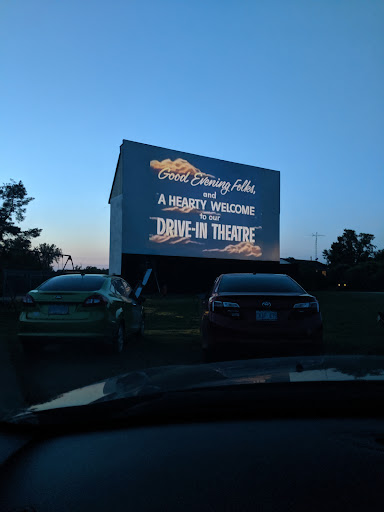 Good Evening Folks,
and
A HEARTY WELCOME
to our
DRIVE-IN THEATRE